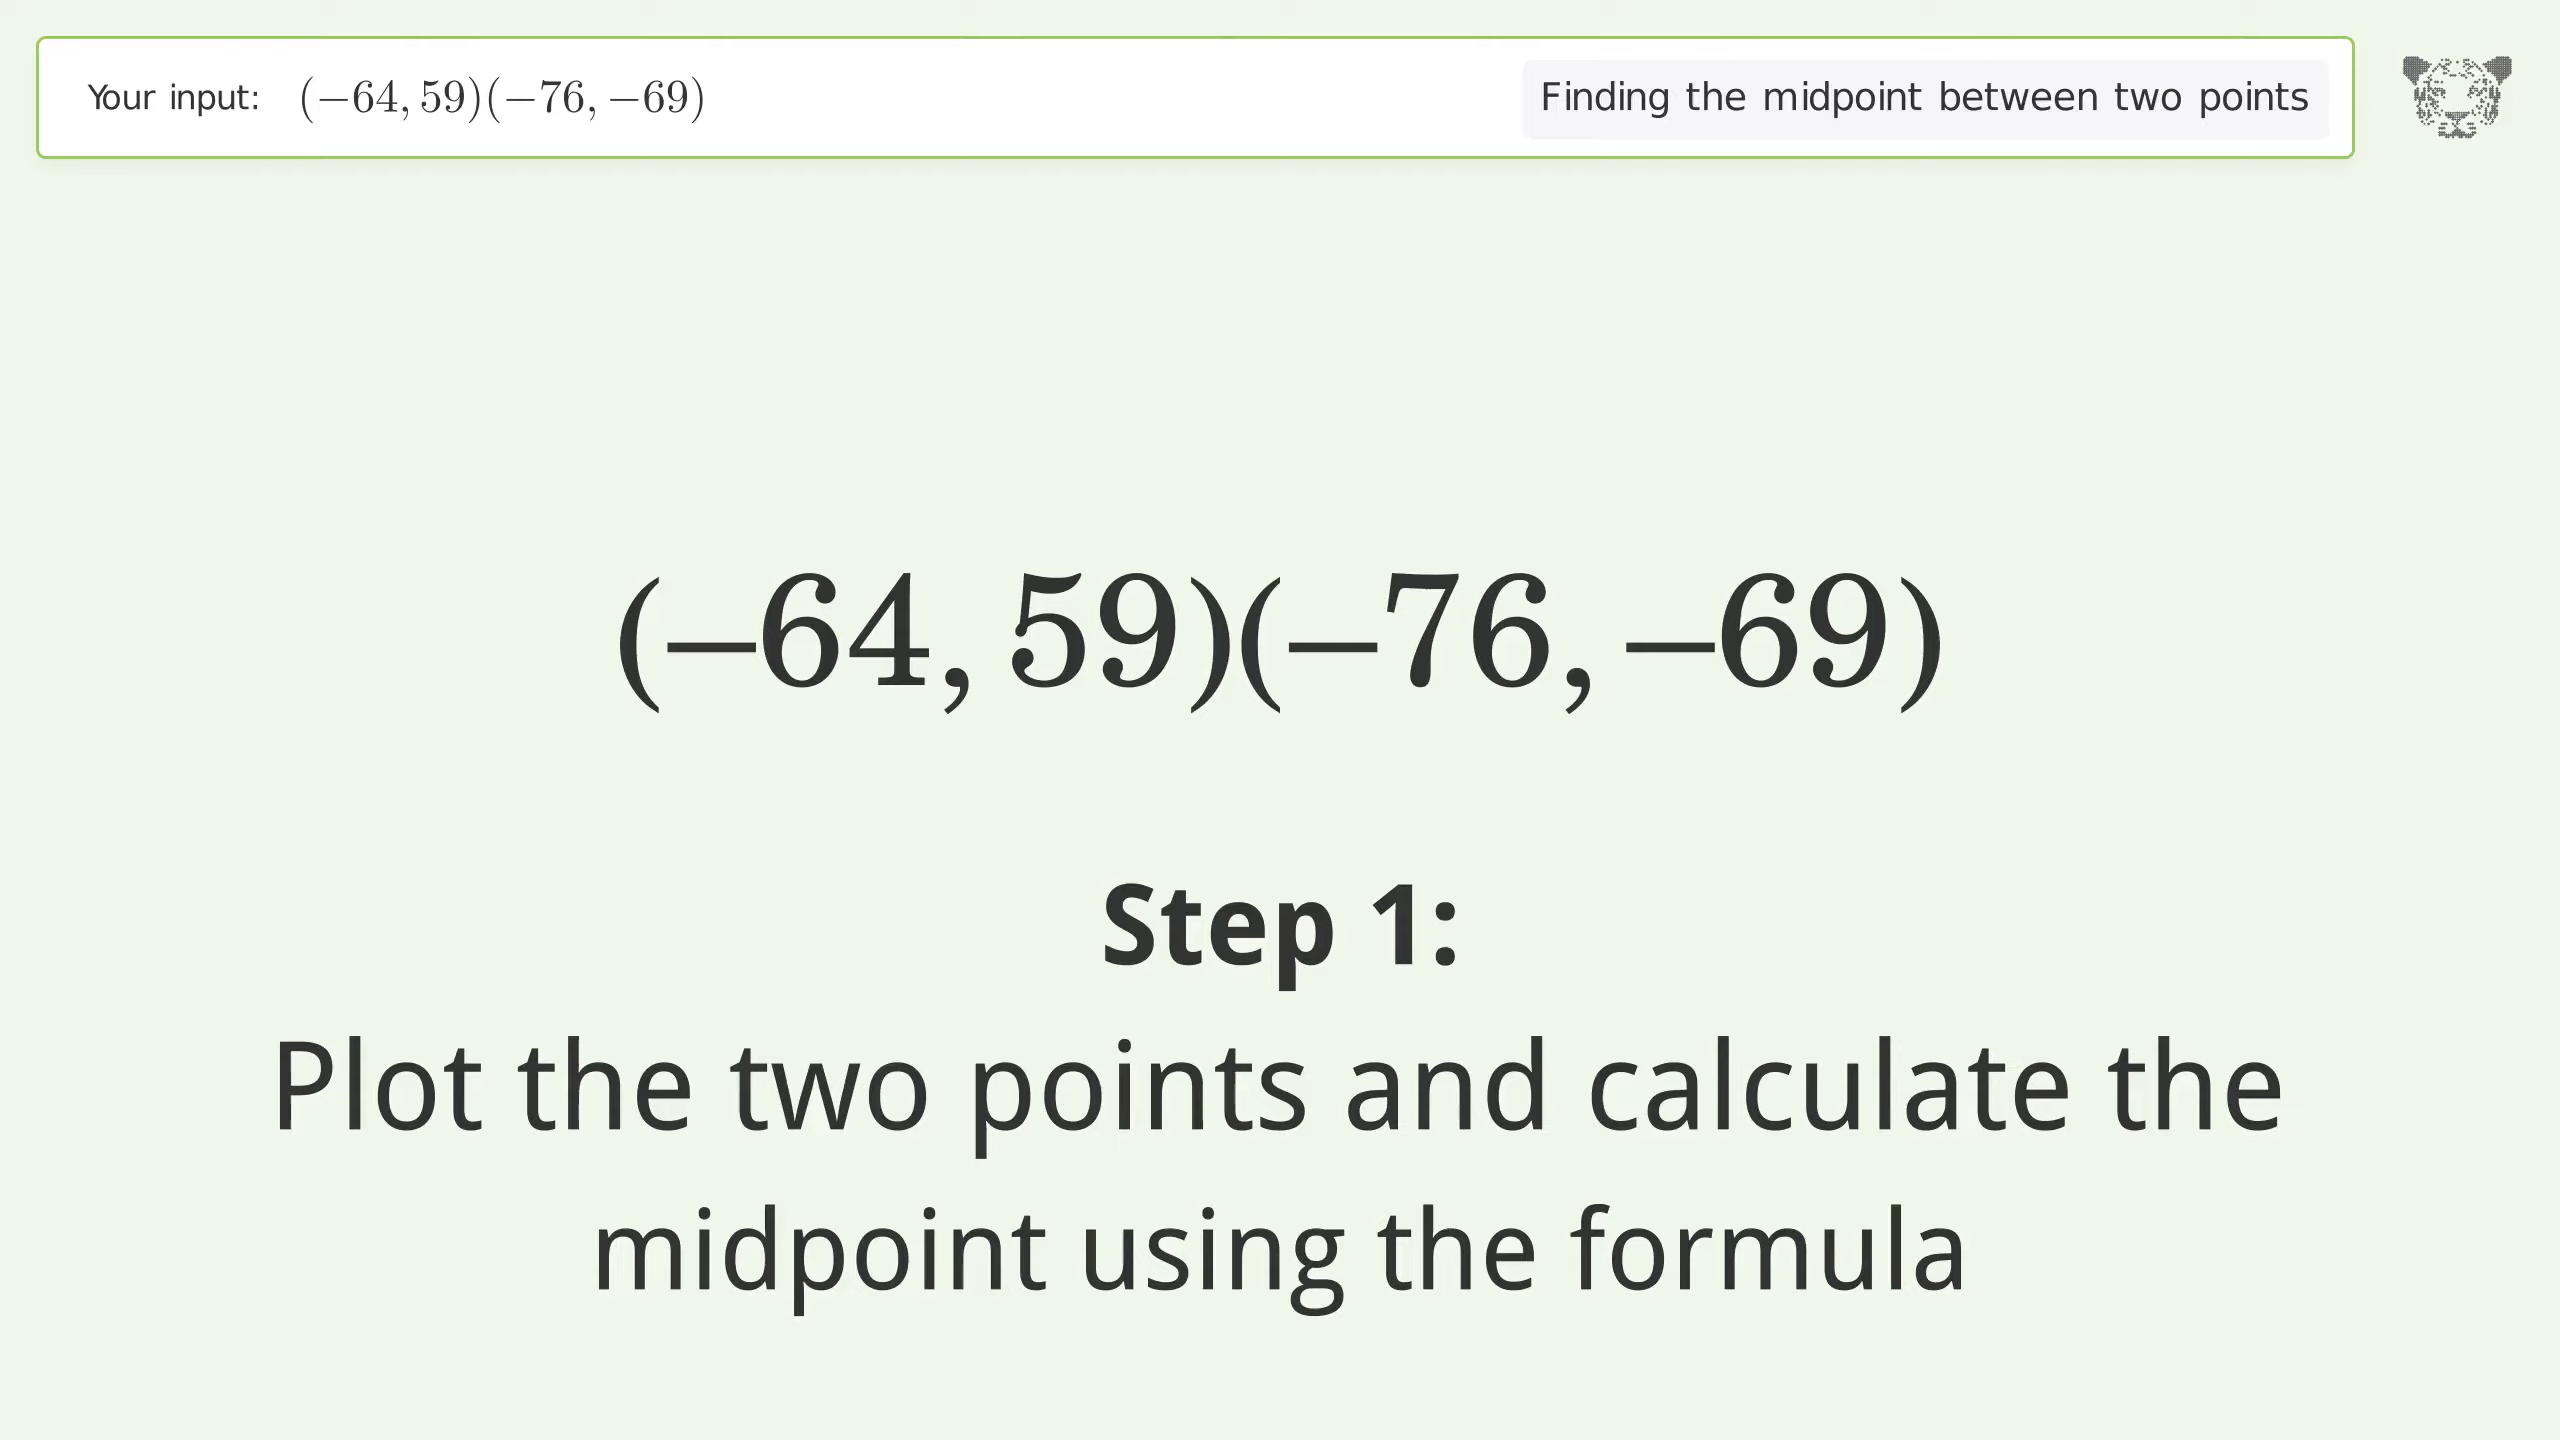 Your input: (−64, 59)(−76, −69)
Finding the midpoint between two points
(−64, 59)(−76, −69)
Step 1:
Plot the two points and calculate the
midpoint using the formula